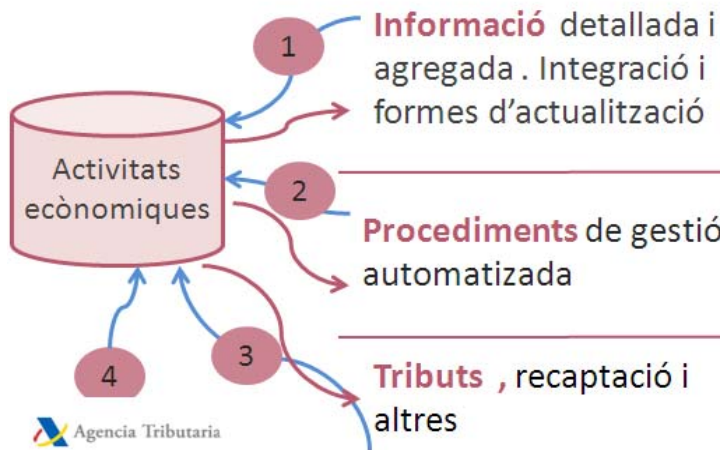 1
Informació detallada i
agregada . Integració i
formes d'actualització
Activitats
ecònomiques
2
Procediments de gestió
automatizada
3
4
Tributs , recaptació i
altres
Agencia Tributaria